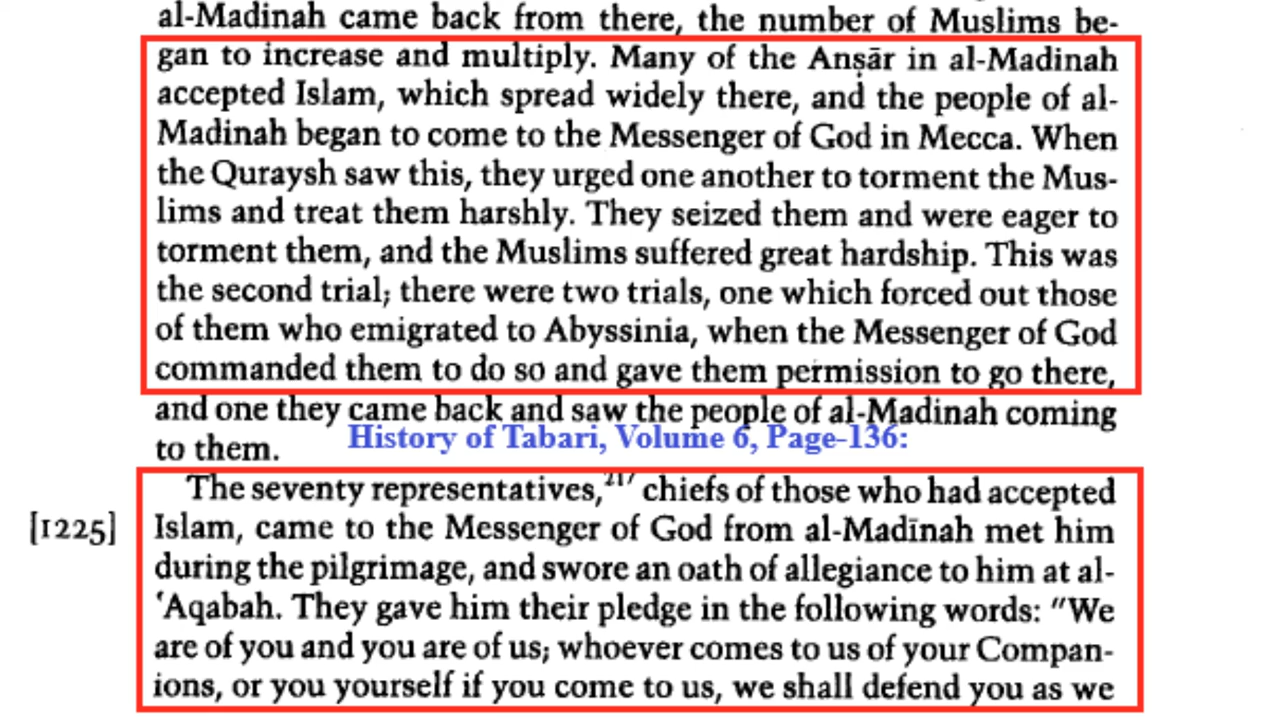 al-Madinah came back from there, the number of Muslims be-
gan to increase and multiply. Many of the Anṣār in al-Madinah
accepted Islam, which spread widely there, and the people of al-
Madinah began to come to the Messenger of God in Mecca. When
the Quraysh saw this, they urged one another to torment the Mus-
lims and treat them harshly. They seized them and were eager to
torment them, and the Muslims suffered great hardship. This was
the second trial; there were two trials, one which forced out those
of them who emigrated to Abyssinia, when the Messenger of God
commanded them to do so and gave them permission to go there,
and one they came back and saw the people of al-Madinah coming
to them.
History of Tabari, Volume 6, Page-136:
The seventy representatives,²¹⁷ chiefs of those who had accepted
[1225] Islam, came to the Messenger of God from al-Madīnah met him
during the pilgrimage, and swore an oath of allegiance to him at al-
ʿAqabah. They gave him their pledge in the following words: "We
are of you and you are of us; whoever comes to us of your Compan-
ions, or you yourself if you come to us, we shall defend you as we